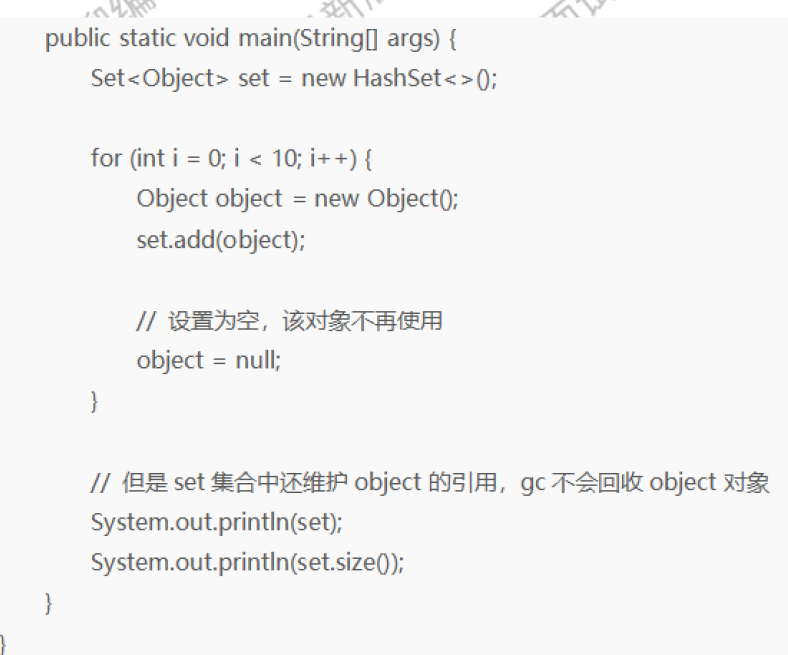 public static void main(String[] args) {
Set<Object> set = new HashSet<>();
for (int i = 0; i < 10; i++) {
Object object = new Object();
set.add(object);
// 设置为空，该对象不再使用
object = null;
}
// 但是 set 集合中还维护 object 的引用，gc 不会回收 object 对象
System.out.println(set);
System.out.println(set.size());
}
}